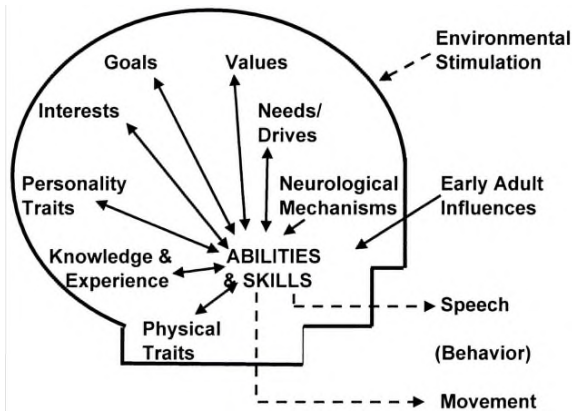 Environmental
Stimulation
Goals
Values
Interests
Needs/
Drives
Personality
Traits
Neurological
Mechanisms
Early Adult
Influences
Knowledge &
Experience
ABILITIES
& SKILLS
Physical
Traits
Speech
(Behavior)
Movement